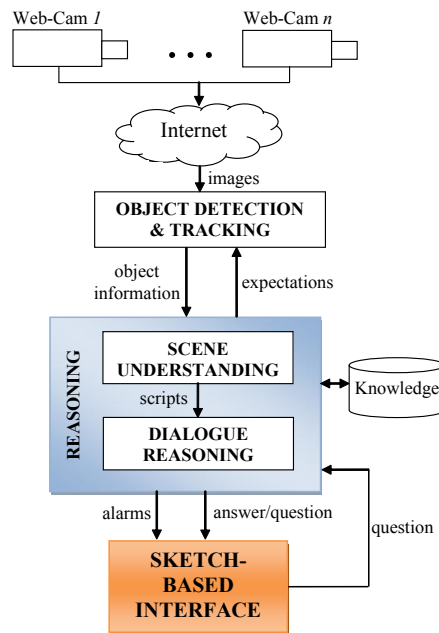 Web-Cam 1
Web-Cam n
Internet
images
OBJECT DETECTION
& TRACKING
object
information
expectations
REASONING
SCENE
UNDERSTANDING
scripts
DIALOGUE
REASONING
Knowledge
alarms
answer/question
question
SKETCH-
BASED
INTERFACE